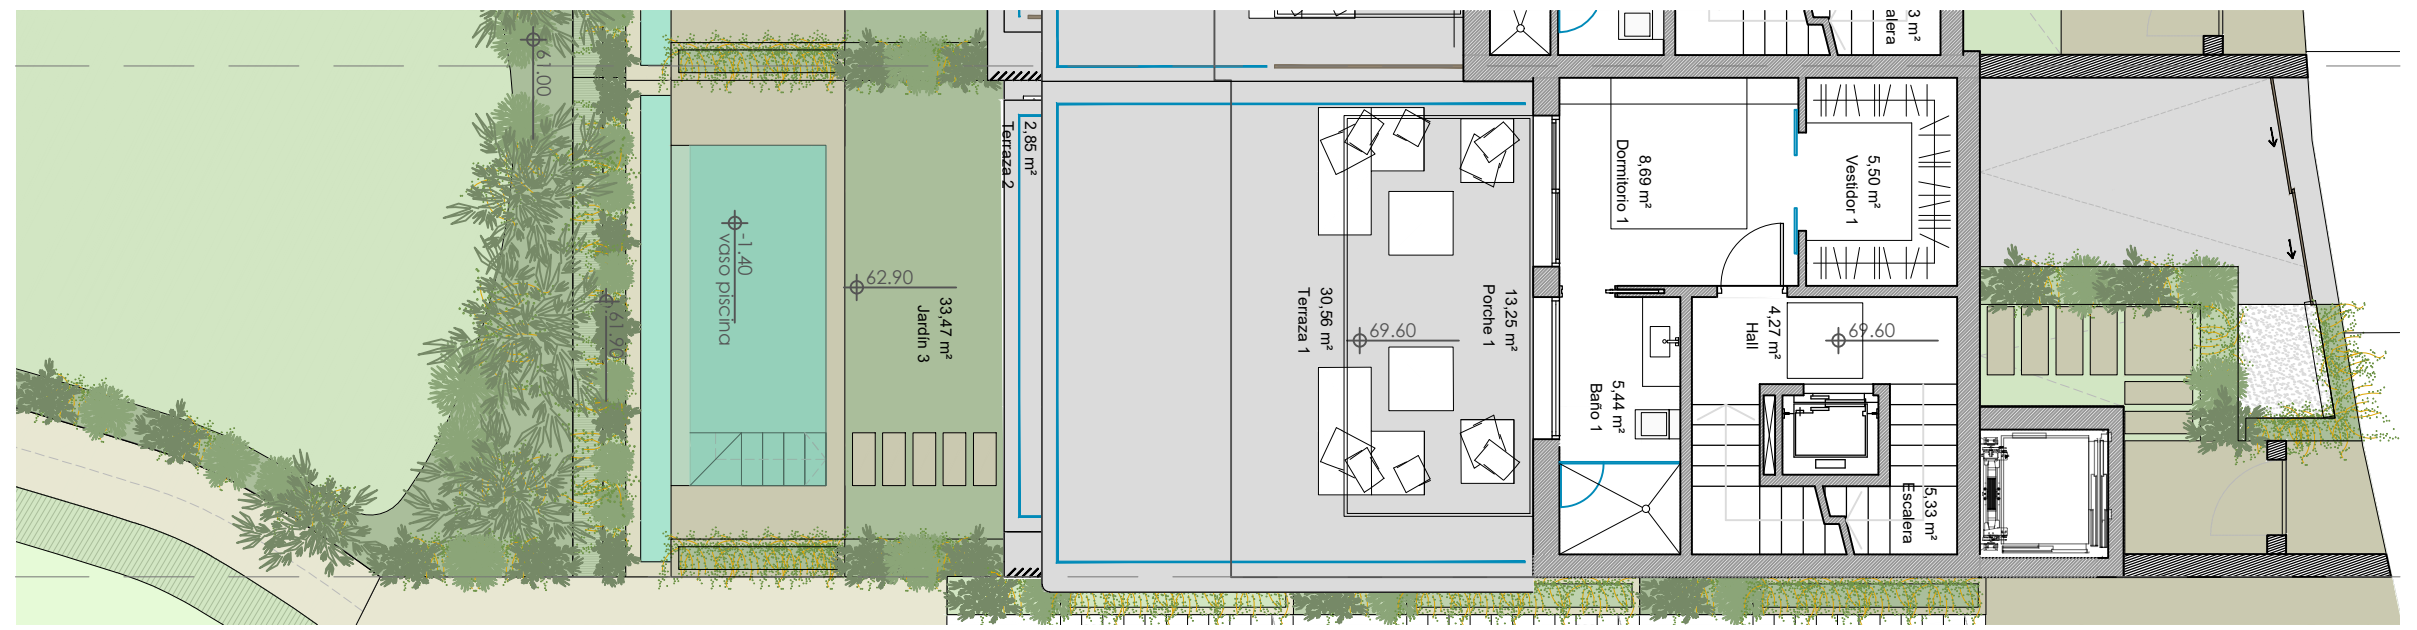 61.00
61.90
-1.40
vaso piscina
62.90
33,47 m²
Jardín 3
2,85 m²
Terraza 2
30,56 m²
Terraza 1
69.60
13,25 m²
Porche 1
8,69 m²
Dormitorio 1
5,50 m²
Vestidor 1
4,27 m²
Hall
69.60
5,44 m²
Baño 1
5,33 m²
Escalera
3 m²
alera